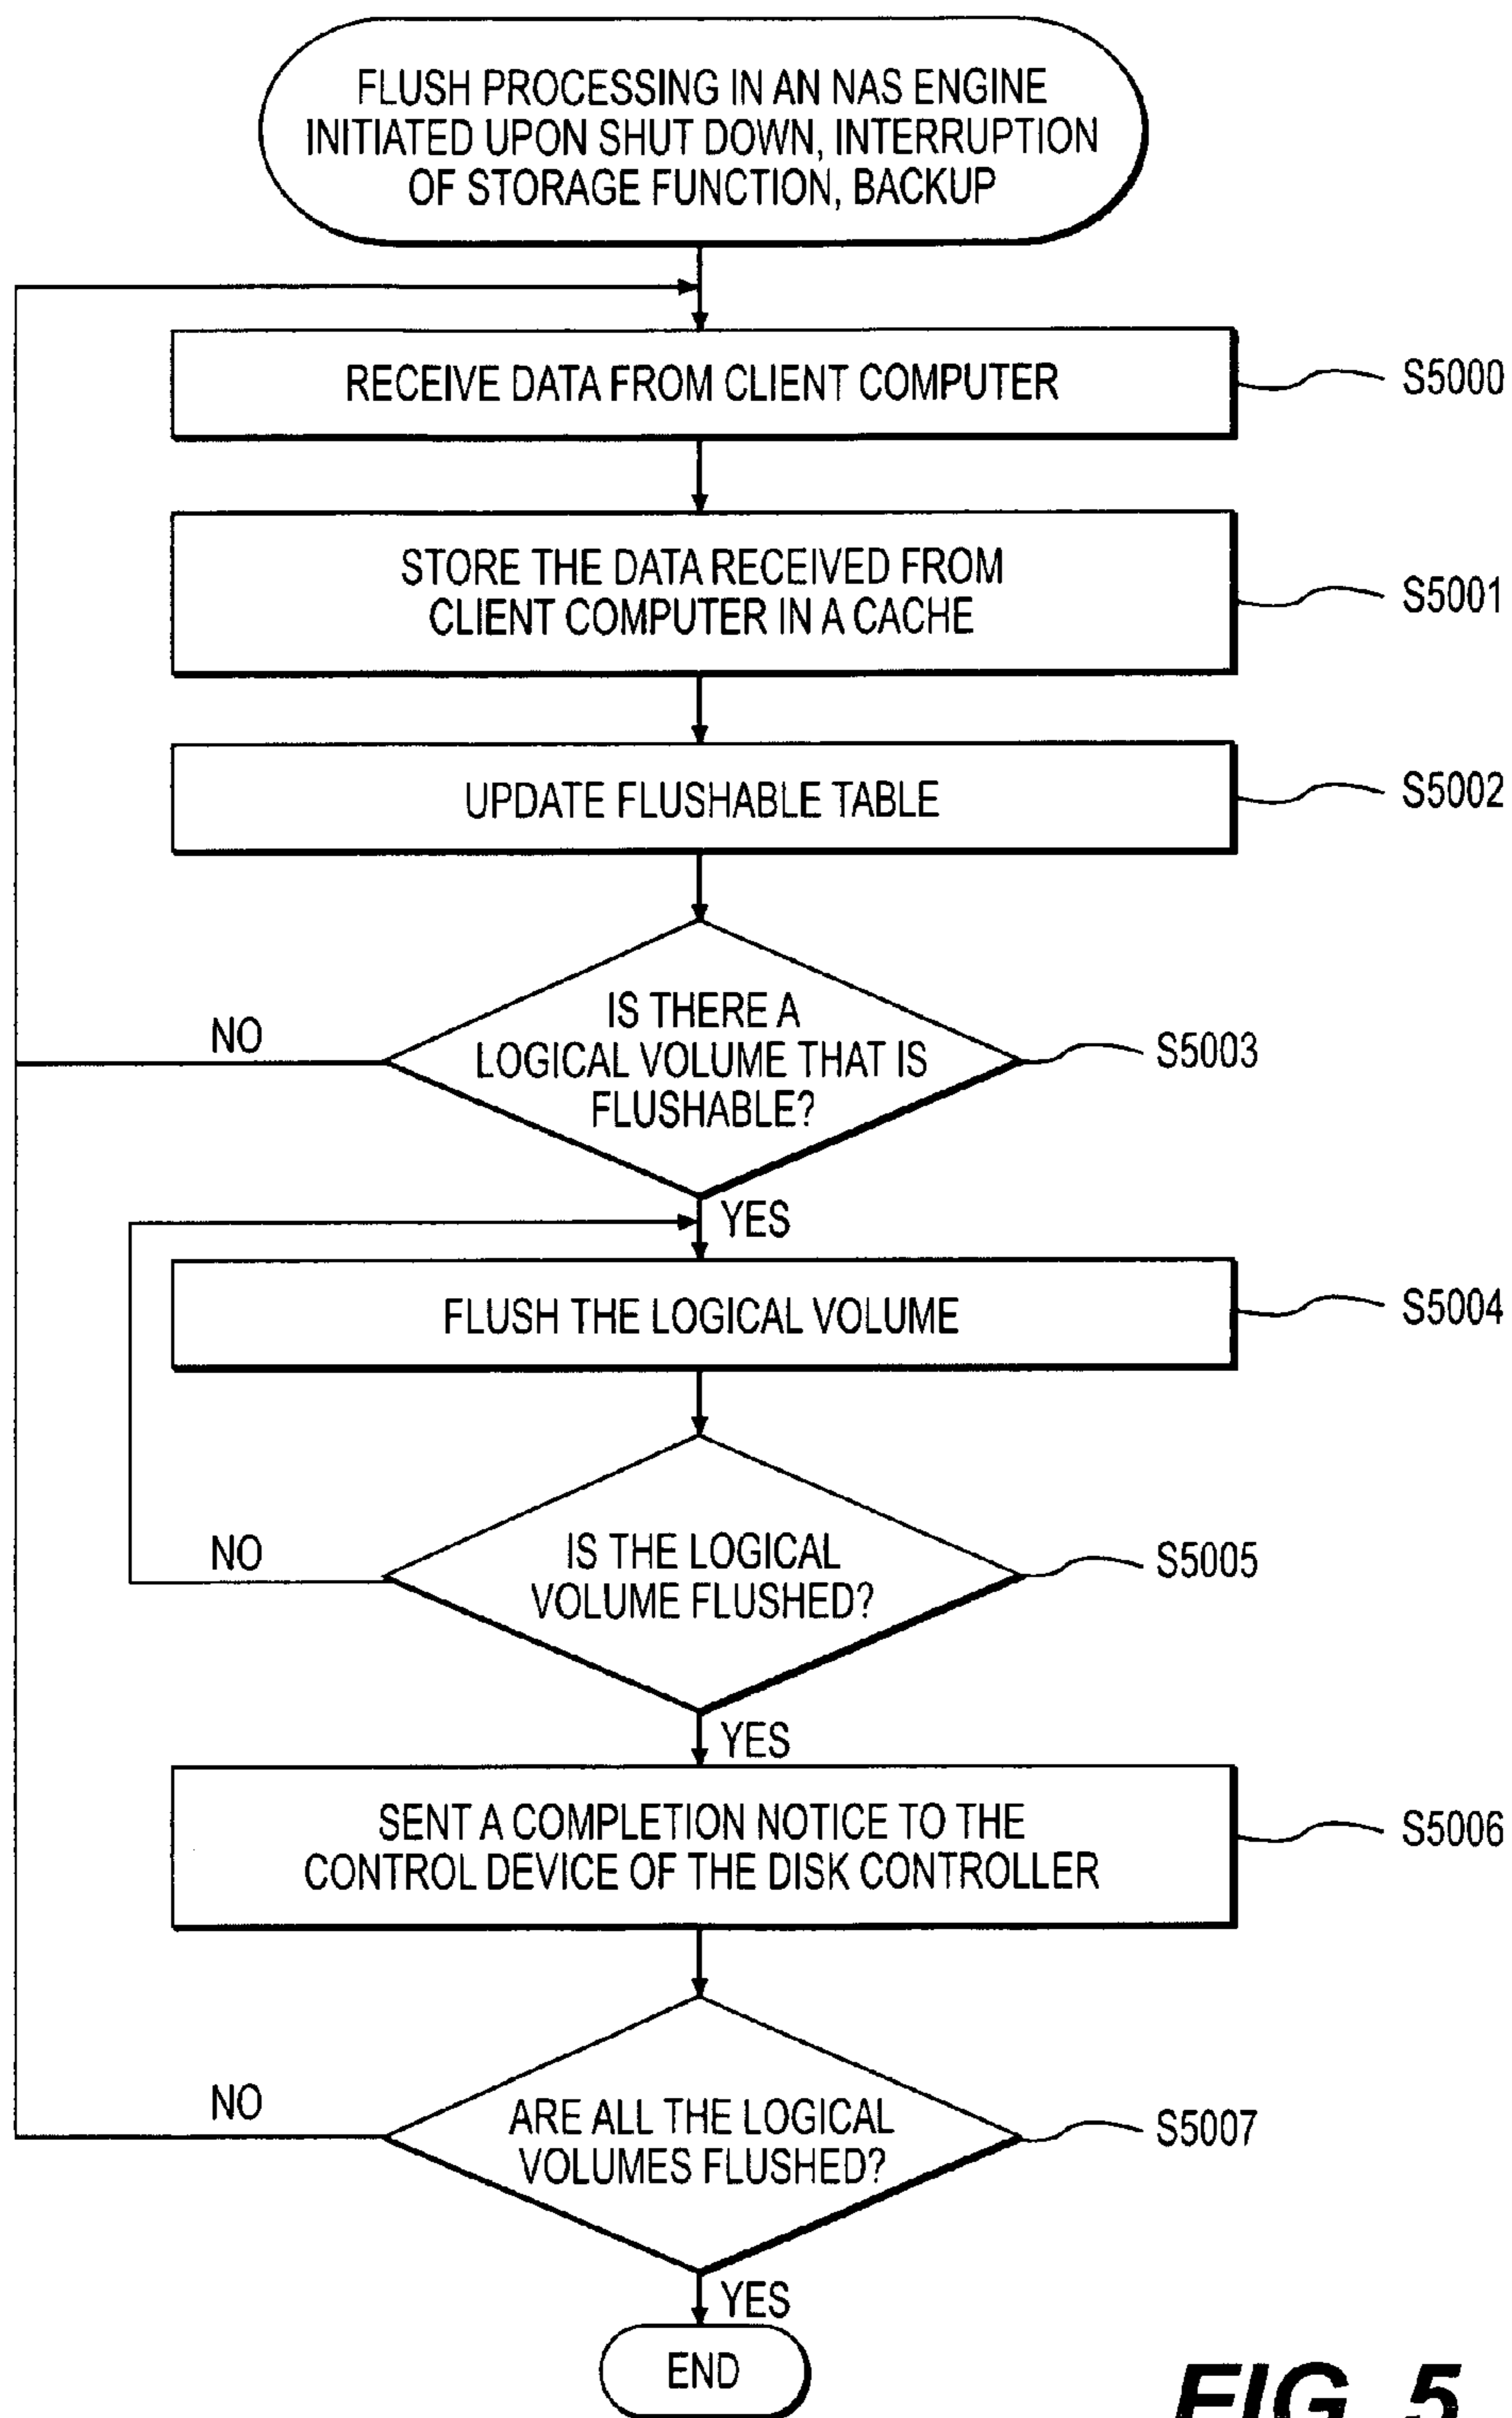 FLUSH PROCESSING IN AN NAS ENGINE
INITIATED UPON SHUT DOWN, INTERRUPTION
OF STORAGE FUNCTION, BACKUP
RECEIVE DATA FROM CLIENT COMPUTER
S5000
STORE THE DATA RECEIVED FROM
CLIENT COMPUTER IN A CACHE
S5001
UPDATE FLUSHABLE TABLE
S5002
IS THERE A
LOGICAL VOLUME THAT IS
FLUSHABLE?
NO
S5003
YES
FLUSH THE LOGICAL VOLUME
S5004
IS THE LOGICAL
VOLUME FLUSHED?
NO
S5005
YES
SENT A COMPLETION NOTICE TO THE
CONTROL DEVICE OF THE DISK CONTROLLER
S5006
ARE ALL THE LOGICAL
VOLUMES FLUSHED?
NO
S5007
YES
END
FIG. 5